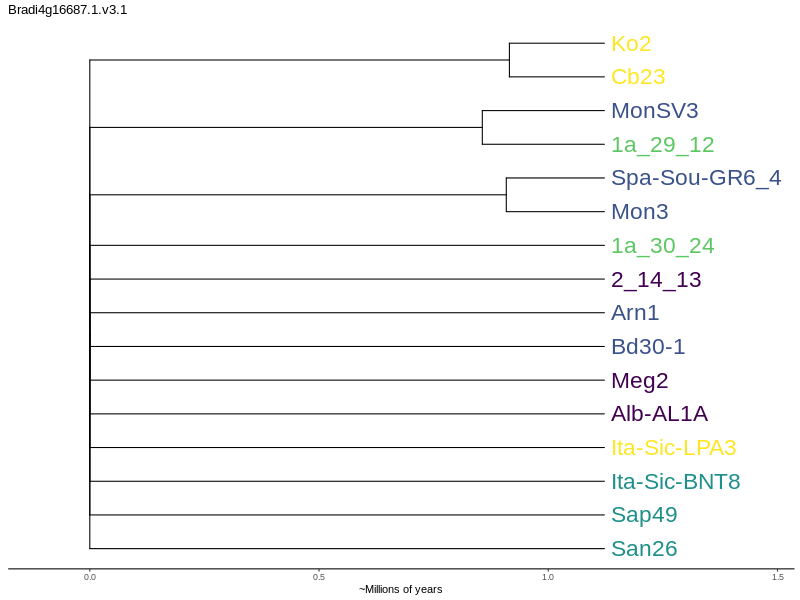 Bradi4g16687.1.v3.1
Ko2
Cb23
MonSV3
1a_29_12
Spa-Sou-GR6_4
Mon3
1a_30_24
2_14_13
Arn1
Bd30-1
Meg2
Alb-AL1A
Ita-Sic-LPA3
Ita-Sic-BNT8
Sap49
San26
0.0 0.5 1.0 1.5
~Millions of years